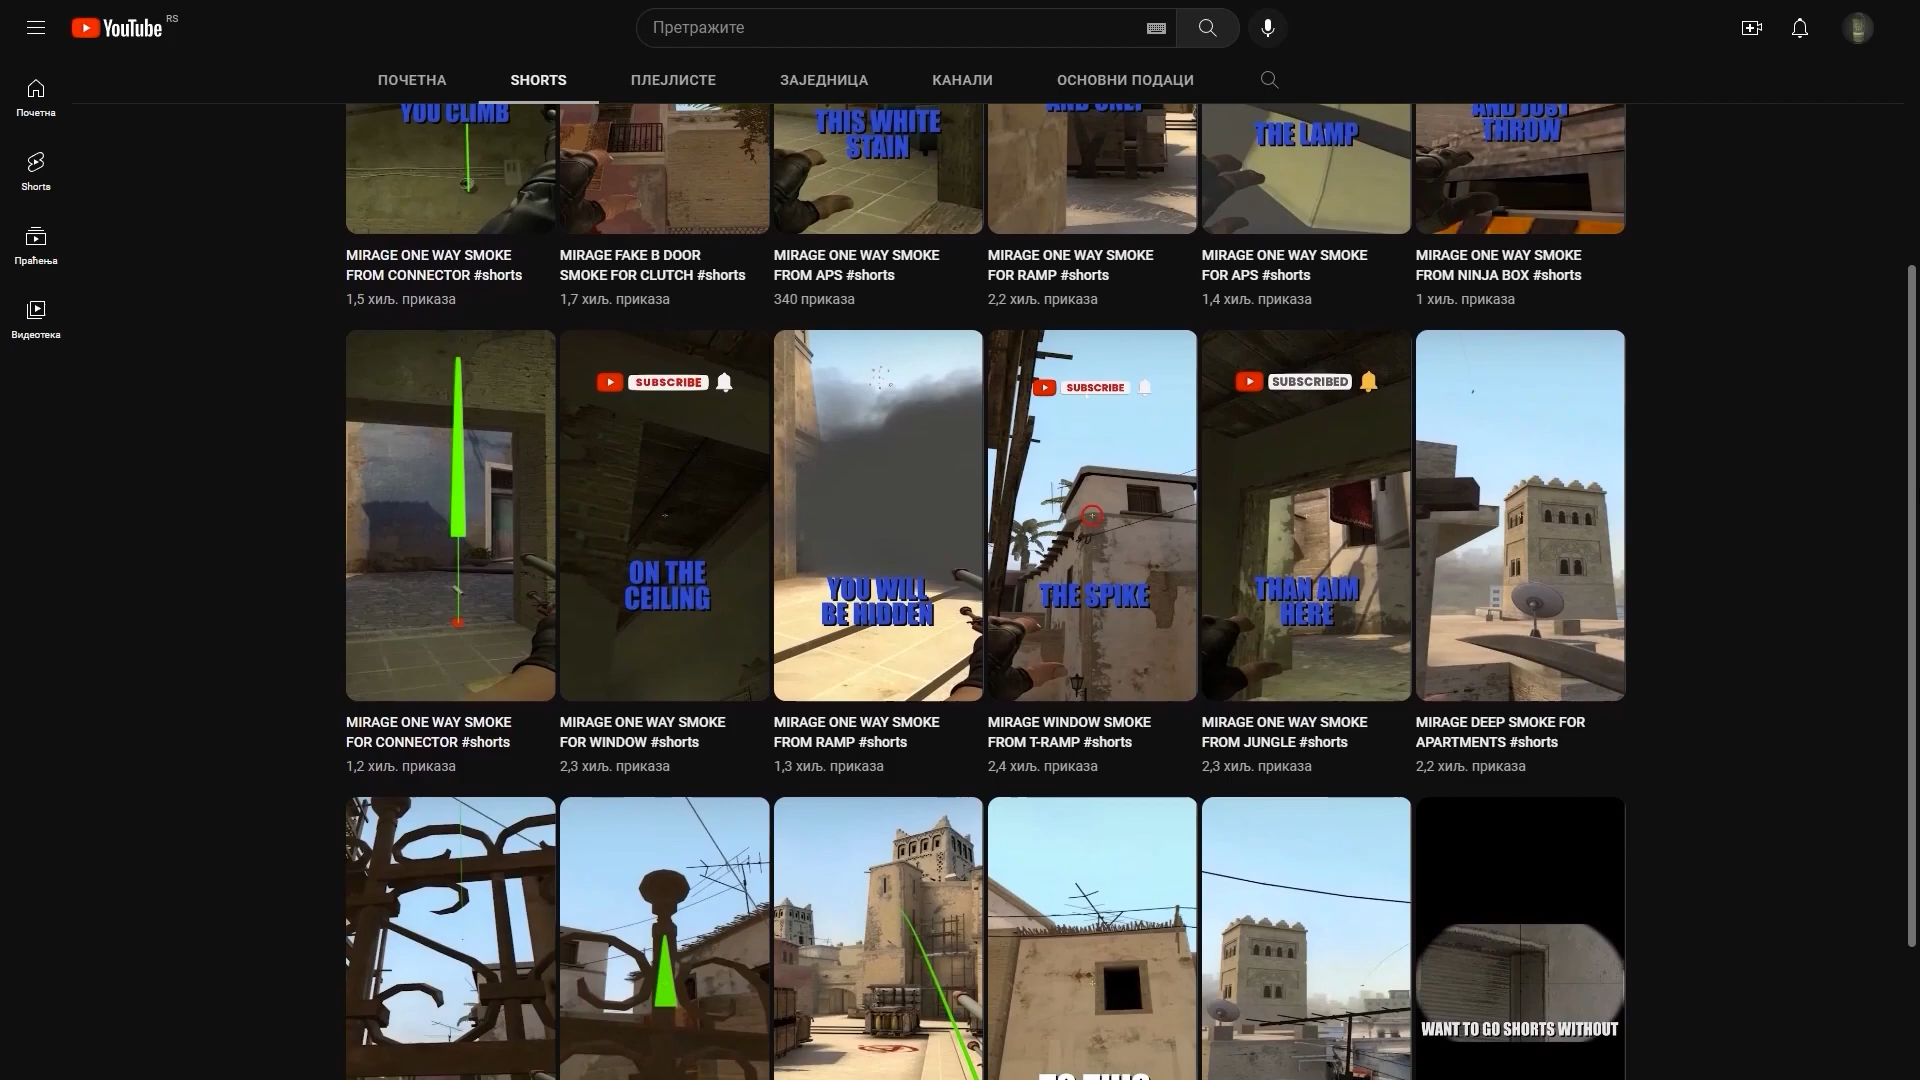 YouTube RS
Претражите
ПОЧЕТНА SHORTS ПЛЕЈЛИСТЕ ЗАЈЕДНИЦА КАНАЛИ ОСНОВНИ ПОДАЦИ
Почетна
Shorts
Праћења
Видеотека
YOU CLIMB
THIS WHITE
STAIN
AND ONLY
THE LAMP
AND JUST
THROW
MIRAGE ONE WAY SMOKE
FROM CONNECTOR #shorts
1,5 хиљ. приказа
MIRAGE FAKE B DOOR
SMOKE FOR CLUTCH #shorts
1,7 хиљ. приказа
MIRAGE ONE WAY SMOKE
FROM APS #shorts
340 приказа
MIRAGE ONE WAY SMOKE
FOR RAMP #shorts
2,2 хиљ. приказа
MIRAGE ONE WAY SMOKE
FOR APS #shorts
1,4 хиљ. приказа
MIRAGE ONE WAY SMOKE
FROM NINJA BOX #shorts
1 хиљ. приказа
SUBSCRIBE
ON THE
CEILING
YOU WILL
BE HIDDEN
SUBSCRIBE
THE SPIKE
SUBSCRIBED
THAN AIM
HERE
MIRAGE ONE WAY SMOKE
FOR CONNECTOR #shorts
1,2 хиљ. приказа
MIRAGE ONE WAY SMOKE
FOR WINDOW #shorts
2,3 хиљ. приказа
MIRAGE ONE WAY SMOKE
FROM RAMP #shorts
1,3 хиљ. приказа
MIRAGE WINDOW SMOKE
FROM T-RAMP #shorts
2,4 хиљ. приказа
MIRAGE ONE WAY SMOKE
FROM JUNGLE #shorts
2,3 хиљ. приказа
MIRAGE DEEP SMOKE FOR
APARTMENTS #shorts
2,2 хиљ. приказа
TO THIS
WANT TO GO SHORTS WITHOUT